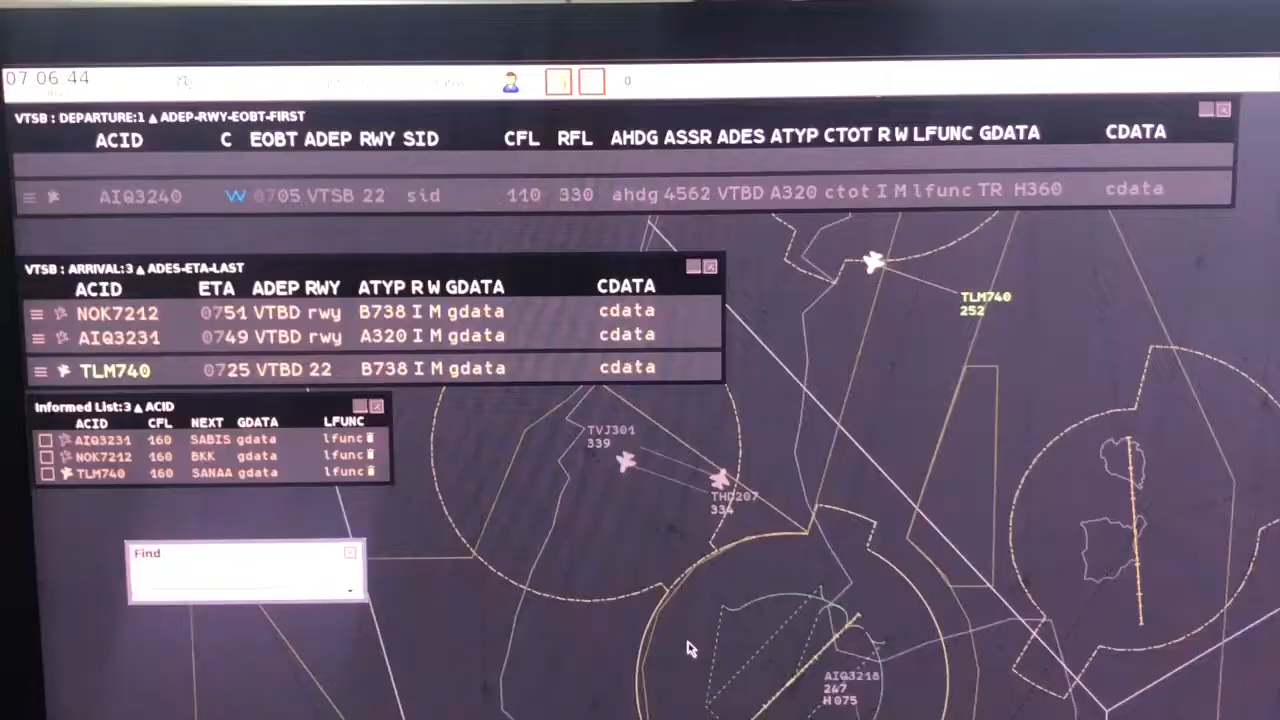 07 06 44
0
VTSB : DEPARTURE:1 ▲ ADEP-RWY-EOBT-FIRST
ACID C EOBT ADEP RWY SID CFL RFL AHDG ASSR ADES ATYP CTOT R W LFUNC GDATA CDATA
AIQ3240 W 0705 VTSB 22 sid 110 330 ahdg 4562 VTBD A320 ctot I M lfunc TR H360 cdata
VTSB : ARRIVAL:3 ▲ ADES-ETA-LAST
ACID ETA ADEP RWY ATYP R W GDATA CDATA
NOK7212 0751 VTBD rwy B738 I M gdata cdata
AIQ3231 0749 VTBD rwy A320 I M gdata cdata
TLM740 0725 VTBD 22 B738 I M gdata cdata
Informed List:3 ▲ ACID
ACID CFL NEXT GDATA LFUNC
AIQ3231 160 SABIS gdata lfunc
NOK7212 160 BKK gdata lfunc
TLM740 160 SANAA gdata lfunc
Find
TLM740
252
TVJ301
339
THD207
334
AIQ3218
247
H075